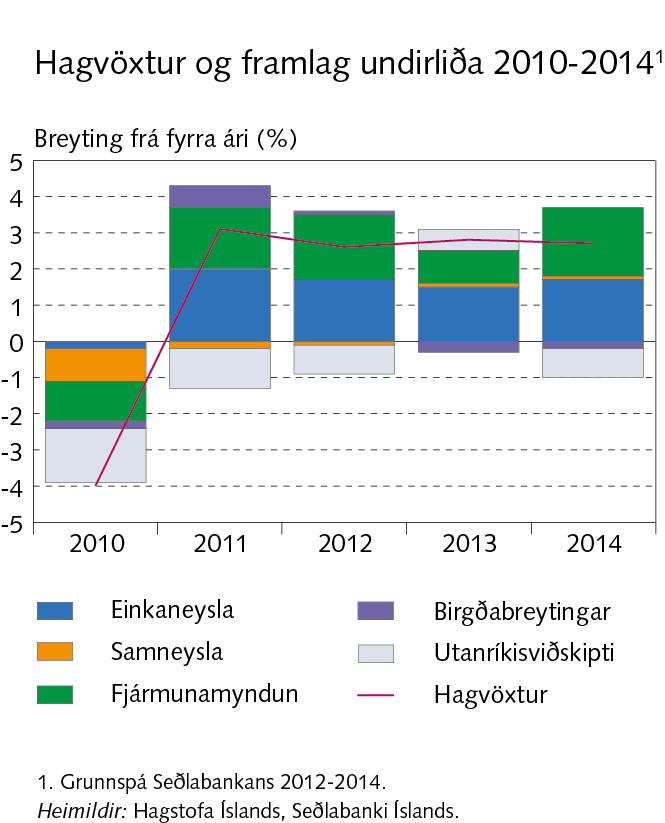 Hagvöxtur og framlag undirliða 2010-2014¹
Breyting frá fyrra ári (%)
5
4
3
2
1
0
-1
-2
-3
-4
-5
2010 2011 2012 2013 2014
Einkaneysla
Samneysla
Fjármunamyndun
Birgðabreytingar
Utanríkisviðskipti
Hagvöxtur
1. Grunnspá Seðlabankans 2012-2014.
Heimildir: Hagstofa Íslands, Seðlabanki Íslands.